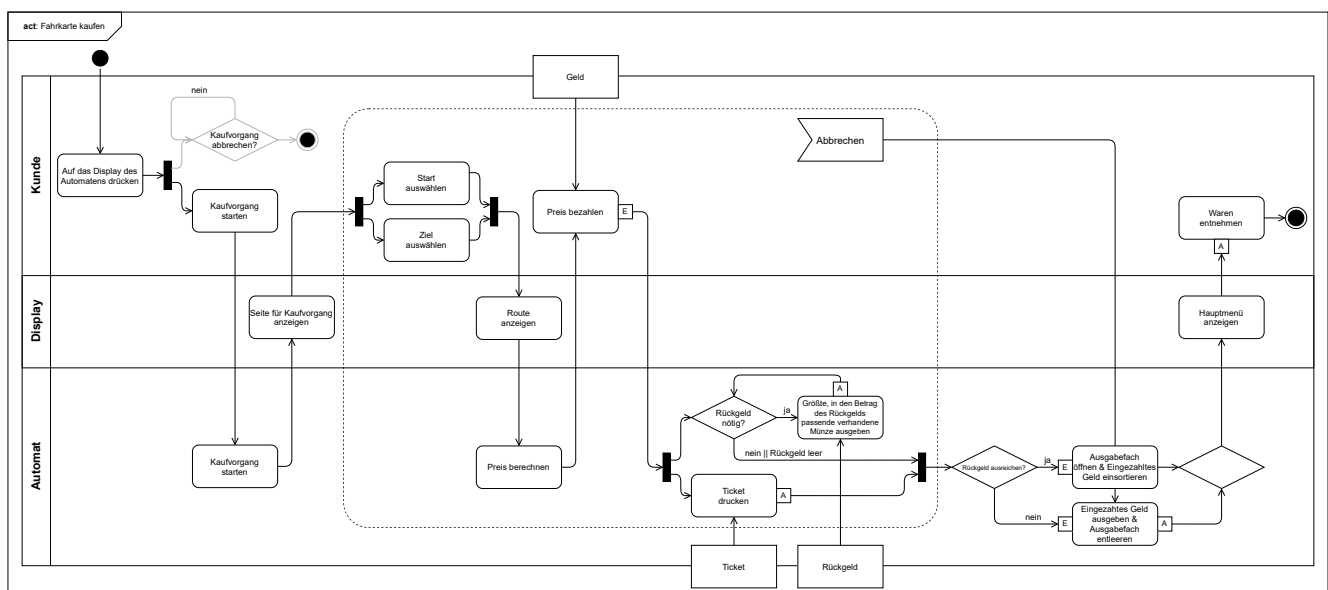 act: Fahrkarte kaufen
Geld
Kunde
nein
Kaufvorgang
abbrechen?
Auf das Display des
Automatens drücken
Kaufvorgang
starten
Start
auswählen
Ziel
auswählen
Preis bezahlen
E
Abbrechen
Waren
entnehmen
A
Display
Seite für Kaufvorgang
anzeigen
Route
anzeigen
Hauptmenü
anzeigen
Automat
Kaufvorgang
starten
Preis berechnen
Rückgeld
nötig?
ja
A
Größte, in den Betrag
des Rückgelds
passende verhandene
Münze ausgeben
nein || Rückgeld leer
Ticket
drucken
A
Rückgeld ausreichen?
ja
E
Ausgabefach
öffnen & Eingezahltes
Geld einsortieren
nein
E
Eingezahtes Geld
ausgeben &
Ausgabefach
entleeren
A
Ticket
Rückgeld